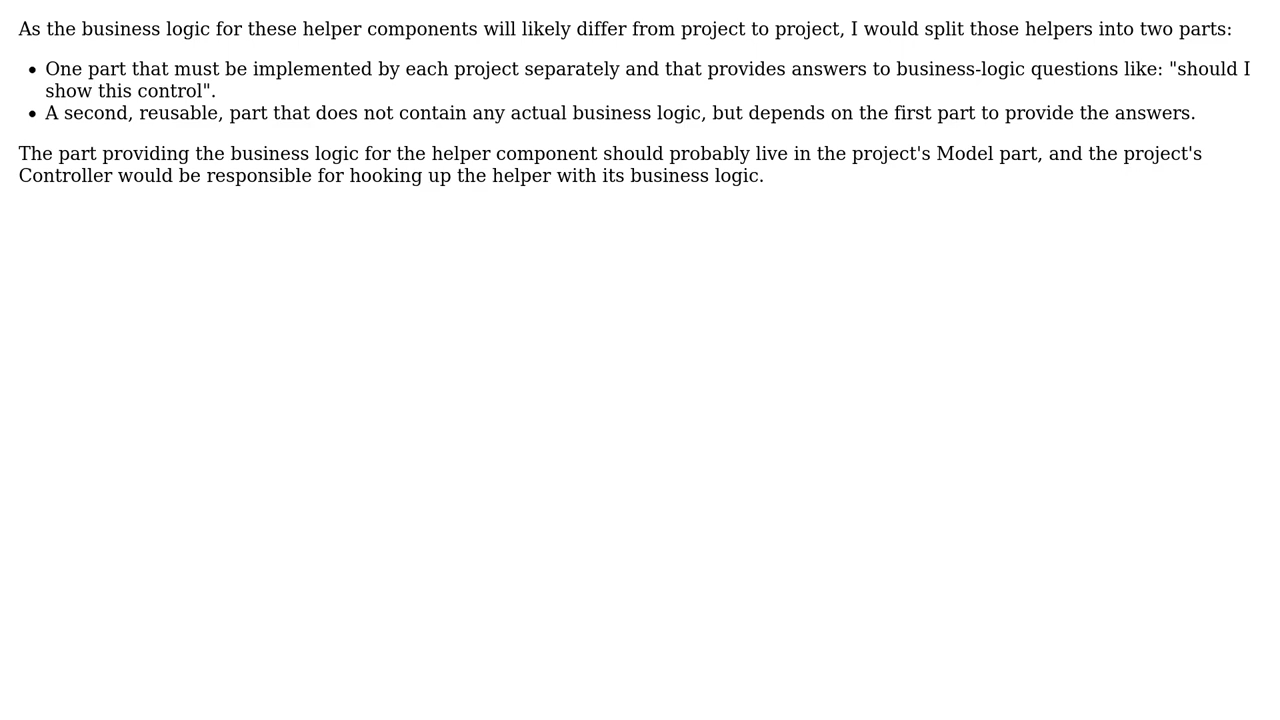 As the business logic for these helper components will likely differ from project to project, I would split those helpers into two parts:
• One part that must be implemented by each project separately and that provides answers to business-logic questions like: "should I
show this control".
• A second, reusable, part that does not contain any actual business logic, but depends on the first part to provide the answers.
The part providing the business logic for the helper component should probably live in the project's Model part, and the project's
Controller would be responsible for hooking up the helper with its business logic.